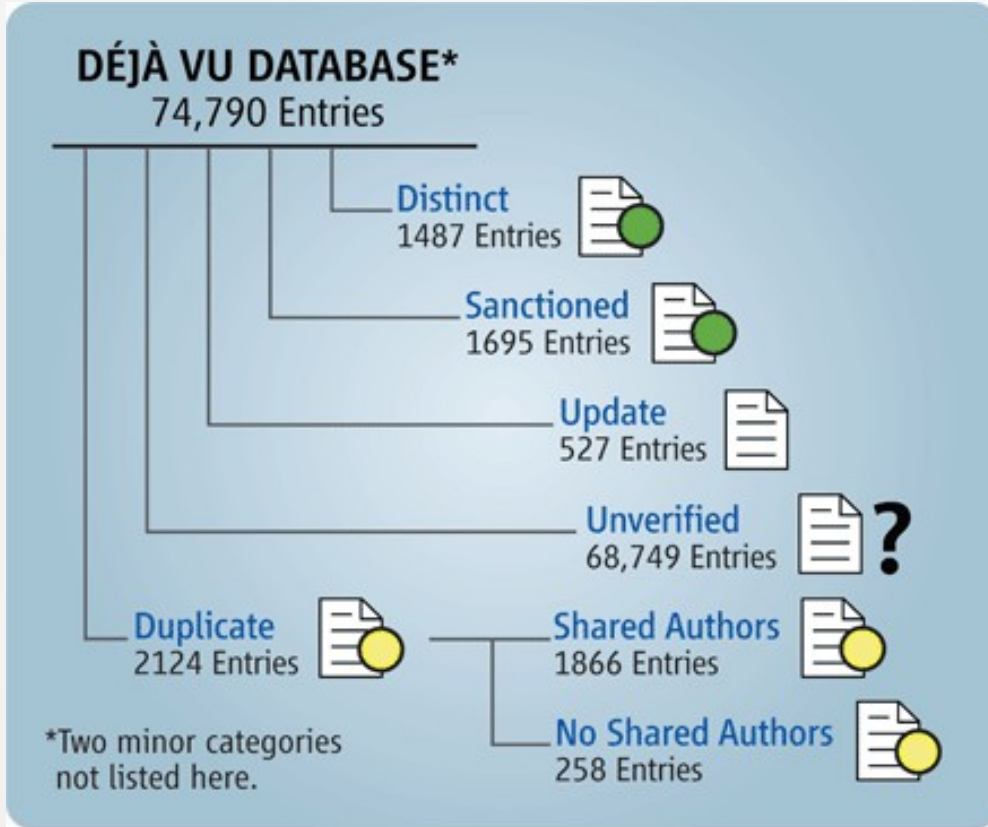 DÉJÀ VU DATABASE*
74,790 Entries
Distinct
1487 Entries
Sanctioned
1695 Entries
Update
527 Entries
Unverified
68,749 Entries
?
Duplicate
2124 Entries
Shared Authors
1866 Entries
No Shared Authors
258 Entries
*Two minor categories
not listed here.